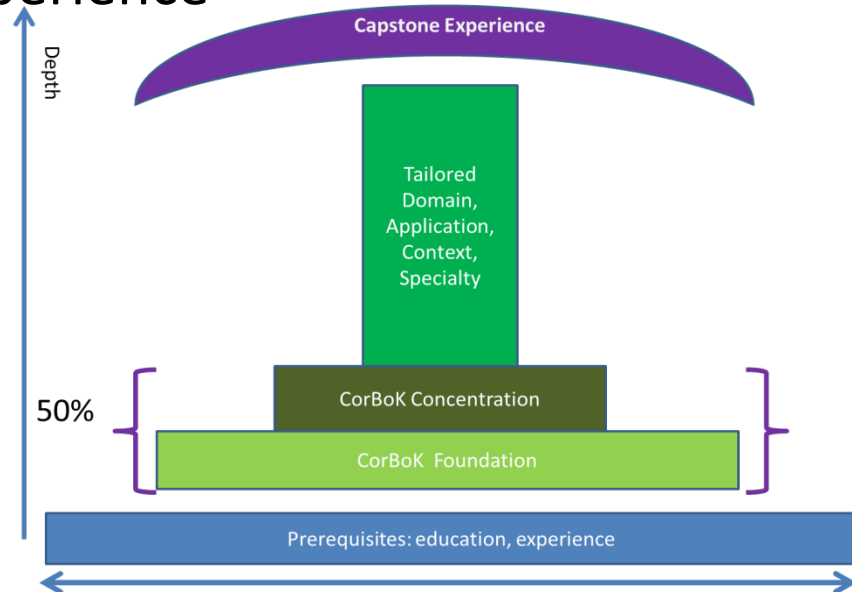 Capstone Experience
Depth
Tailored
Domain,
Application,
Context,
Specialty
50%
CorBoK Concentration
CorBoK Foundation
Prerequisites: education, experience